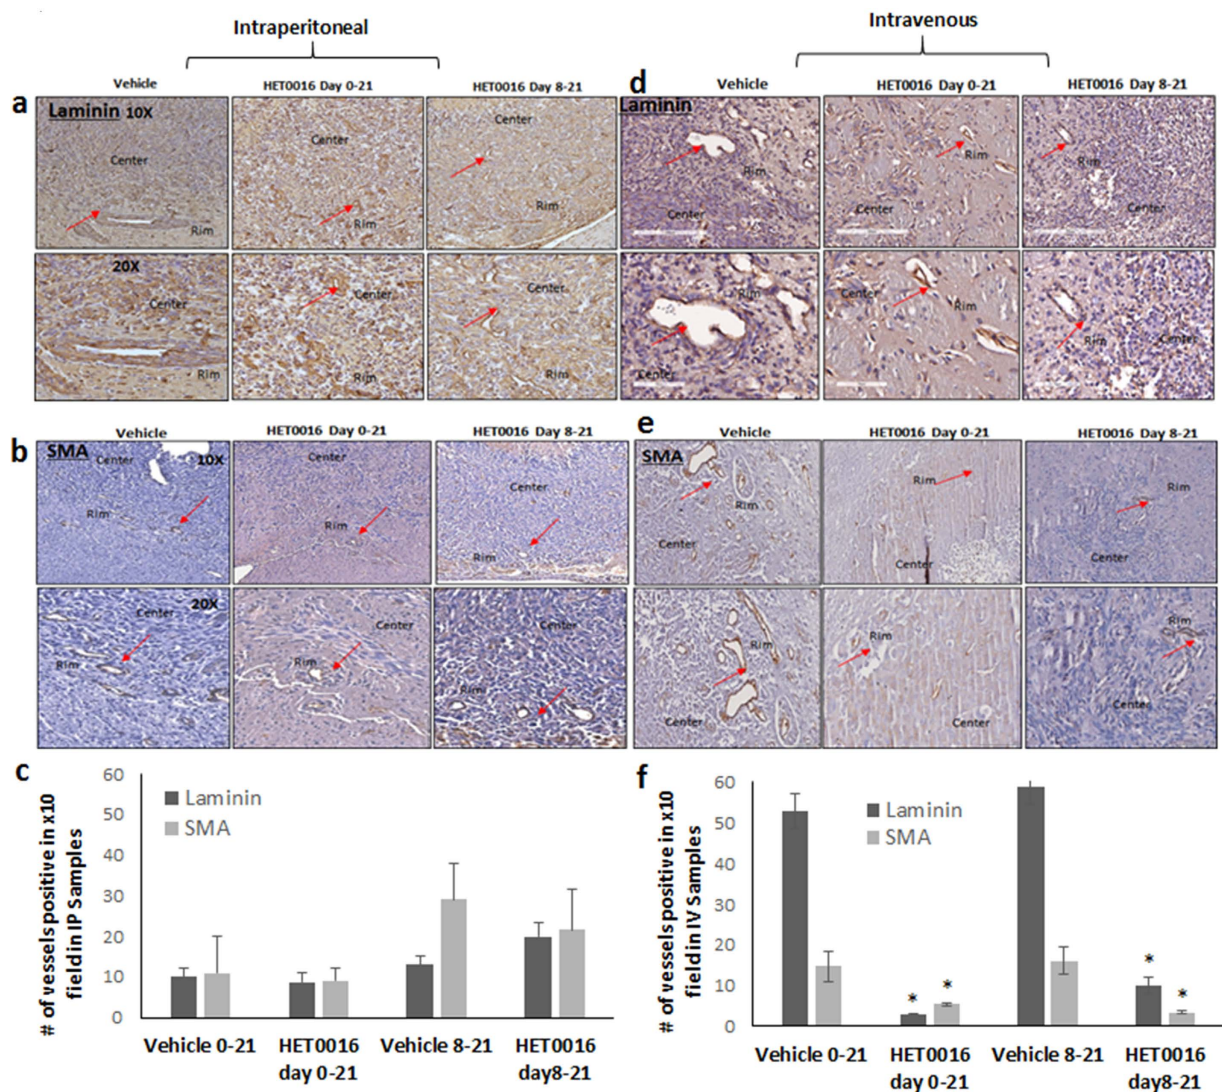 Intraperitoneal
Vehicle
HET0016 Day 0-21
HET0016 Day 8-21
a
Laminin 10X
Center
Rim
Center
Rim
Center
Rim
20X
Center
Rim
Center
Rim
Center
Rim
Vehicle
HET0016 Day 0-21
HET0016 Day 8-21
b
SMA
10X
Center
Rim
Center
Rim
Center
Rim
20X
Center
Rim
Center
Rim
Center
Rim
c
# of vessels positive in x10
fieldin IP Samples
60
50
40
30
20
10
0
Laminin
SMA
Vehicle 0-21
HET0016
day 0-21
Vehicle 8-21
HET0016
day8-21
Intravenous
d
Vehicle
HET0016 Day 0-21
HET0016 Day 8-21
Laminin
Rim
Center
Rim
Center
Rim
Center
Rim
Center
Center
Rim
Rim
Center
e
Vehicle
HET0016 Day 0-21
HET0016 Day 8-21
SMA
Rim
Center
Rim
Center
Rim
Center
Rim
Center
Rim
Center
Rim
Center
f
# of vessels positive in x10
fieldin IV Samples
60
50
40
30
20
10
0
Laminin
SMA
* * * *
Vehicle 0-21
HET0016
day 0-21
Vehicle 8-21
HET0016
day8-21